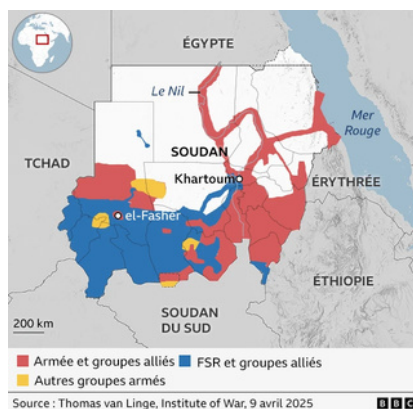 ÉGYPTE
Le Nil
Mer
Rouge
TCHAD
SOUDAN
Khartoum
ÉRYTHRÉE
el-Fasher
ÉTHIOPIE
SOUDAN
DU SUD
200 km
Armée et groupes alliés
FSR et groupes alliés
Autres groupes armés
Source : Thomas van Linge, Institute of War, 9 avril 2025
BBC